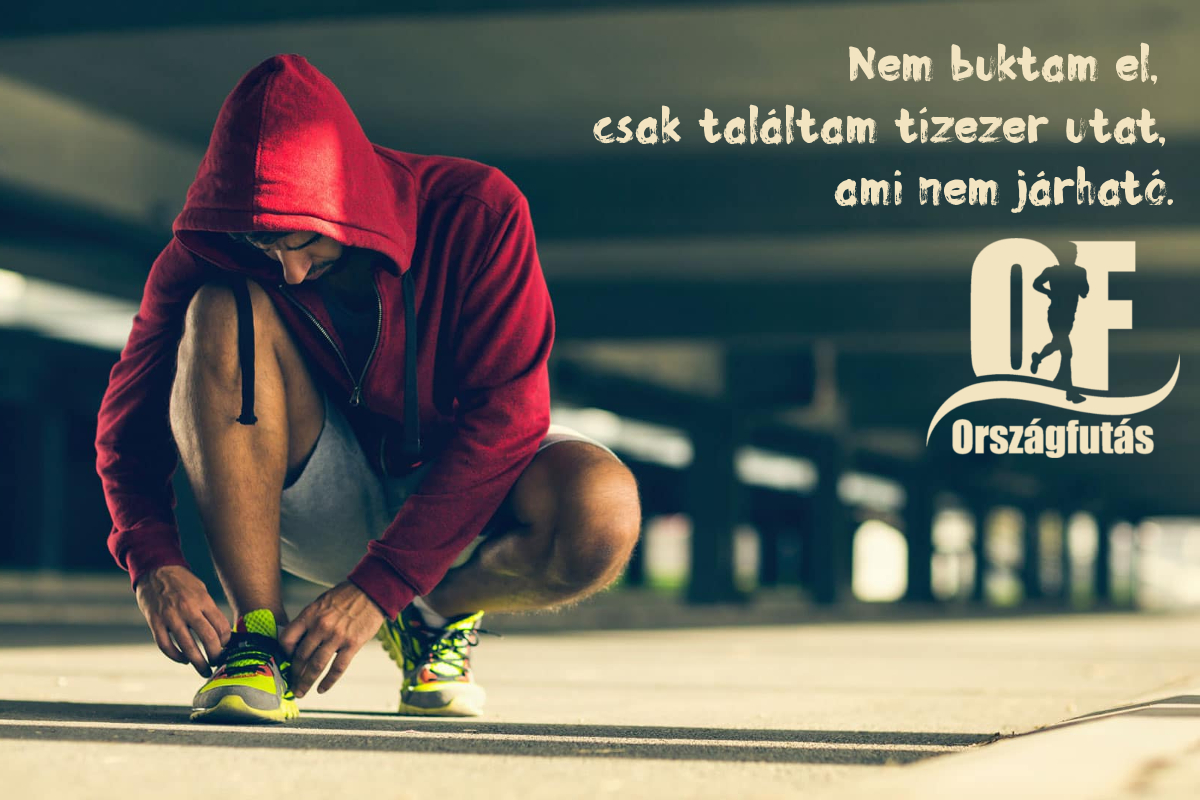 Nem buktam el,
csak találtam tízezer utat,
ami nem járható.
OF
Országfutás